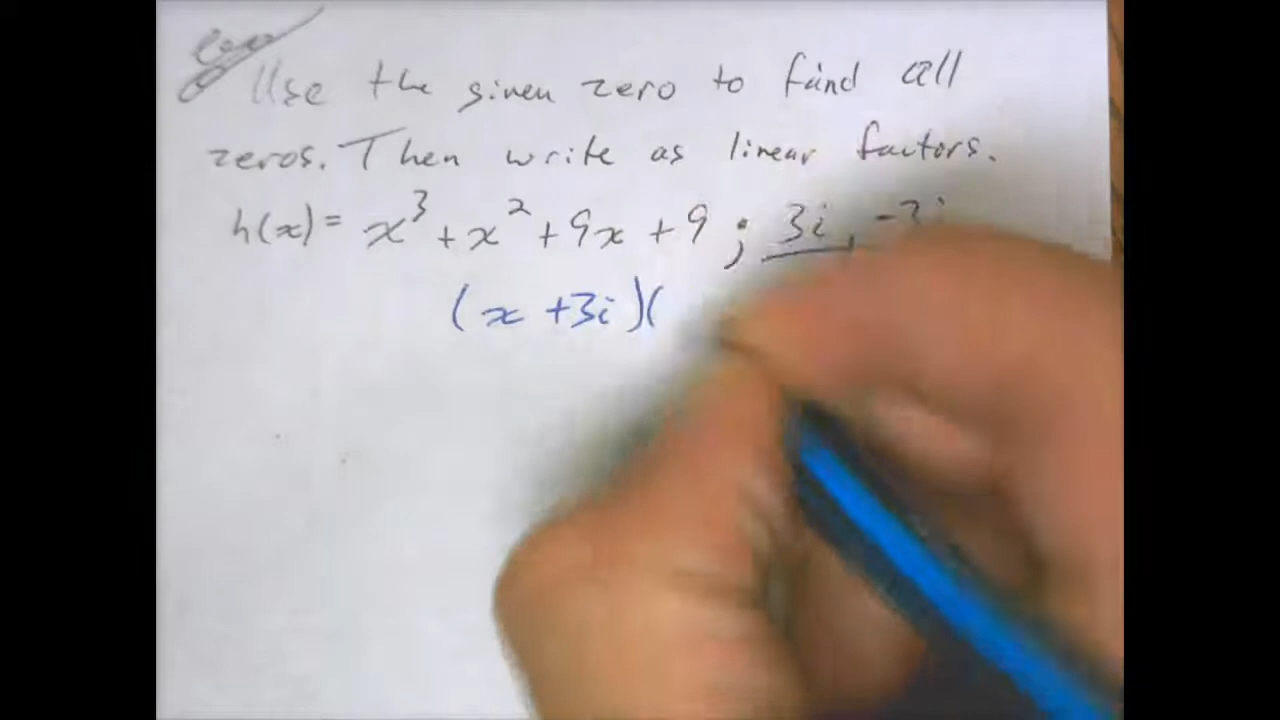 Use the given zero to find all
zeros. Then write as linear factors.
h(x) = x³ + x² + 9x + 9 ; 3i, -3i
(x +3i)(